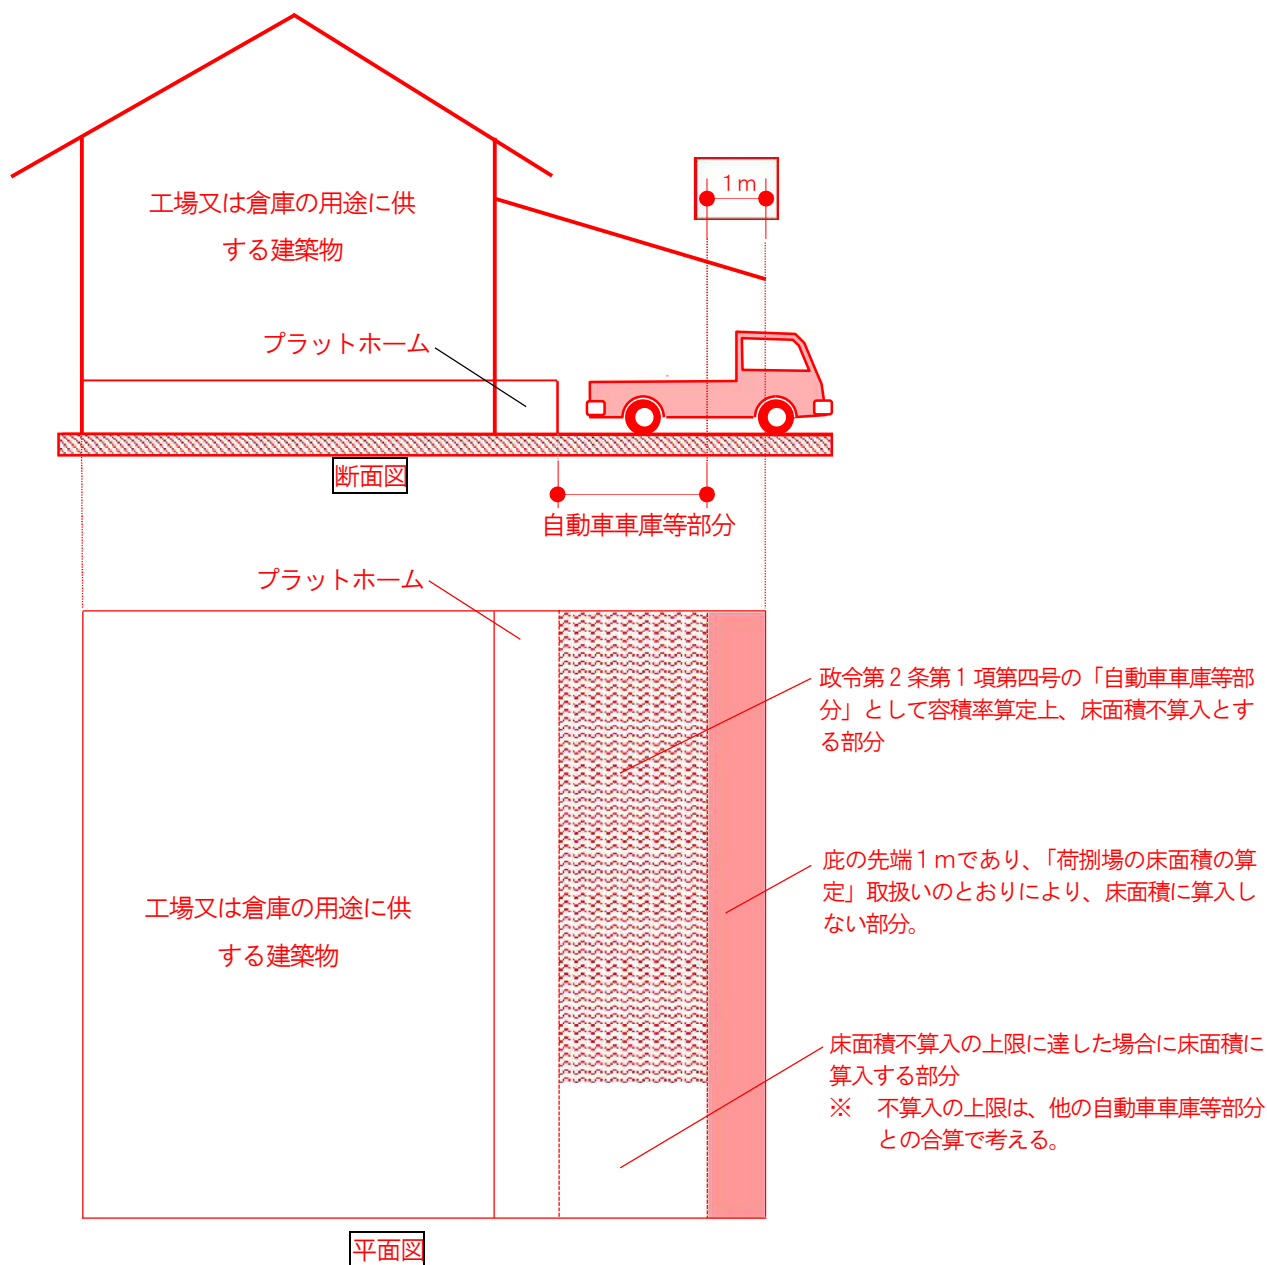 1m
工場又は倉庫の用途に供
する建築物
プラットホーム
断面図
自動車車庫等部分
プラットホーム
政令第2条第1項第四号の「自動車車庫等部
分」として容積率算定上、床面積不算入とす
る部分
庇の先端1mであり、「荷捌場の床面積の算
定」取扱いのとおりにより、床面積に算入し
ない部分。
工場又は倉庫の用途に供
する建築物
床面積不算入の上限に達した場合に床面積に
算入する部分
※ 不算入の上限は、他の自動車車庫等部分
との合算で考える。
平面図